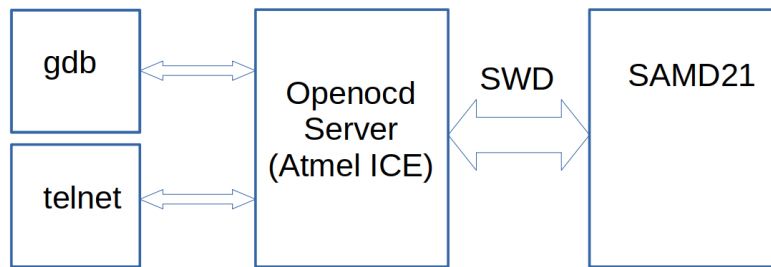 gdb
telnet
Openocd
Server
(Atmel ICE)
SWD
SAMD21